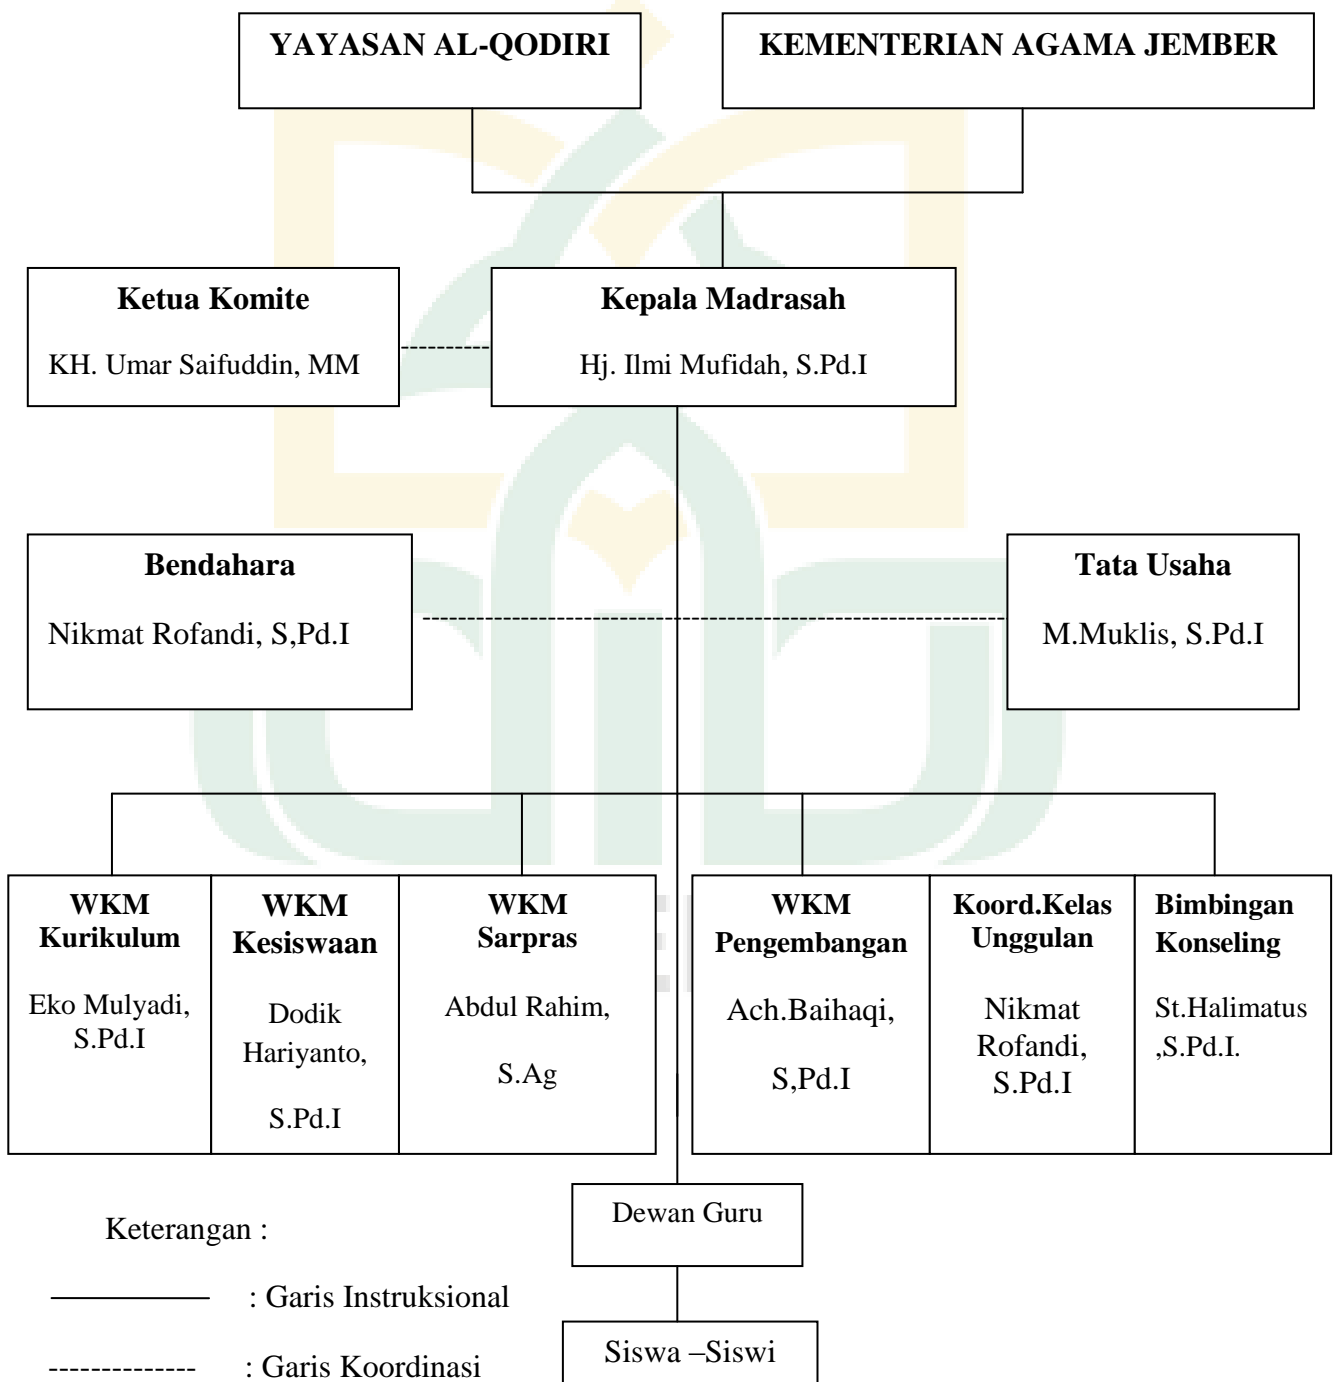 YAYASAN AL-QODIRI
KEMENTERIAN AGAMA JEMBER
Ketua Komite
KH. Umar Saifuddin, MM
Kepala Madrasah
Hj. Ilmi Mufidah, S.Pd.I
Bendahara
Nikmat Rofandi, S,Pd.I
Tata Usaha
M.Muklis, S.Pd.I
WKM
Kurikulum
Eko Mulyadi,
S.Pd.I
WKM
Kesiswaan
Dodik
Hariyanto,
S.Pd.I
WKM
Sarpras
Abdul Rahim,
S.Ag
WKM
Pengembangan
Ach.Baihaqi,
S,Pd.I
Koord.Kelas
Unggulan
Nikmat
Rofandi,
S.Pd.I
Bimbingan
Konseling
St.Halimatus
,S.Pd.I.
Dewan Guru
Siswa –Siswi
Keterangan :
: Garis Instruksional
: Garis Koordinasi